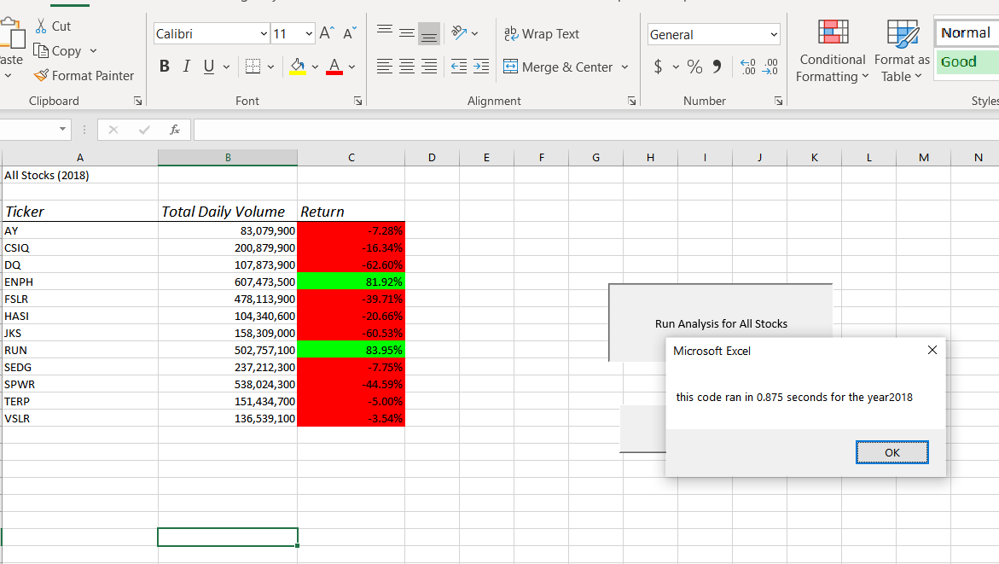 Cut
Calibri
11
A
A
ab Wrap Text
General
Normal
aste
Copy
Conditional
Format as
Good
Format Painter
B I U
A
Merge & Center
$ % 9
.00
.00
Formatting
Table
Clipboard
Font
Alignment
Number
Styles
fx
A B C D E F G H I J K L M N
All Stocks (2018)
Ticker Total Daily Volume Return
AY 83,079,900 -7.28%
CSIQ 200,879,900 -16.34%
DQ 107,873,900 -62.60%
ENPH 607,473,500 81.92%
FSLR 478,113,900 -39.71%
HASI 104,340,600 -20.66%
JKS 158,309,000 -60.53%
RUN 502,757,100 83.95%
SEDG 237,212,300 -7.75%
SPWR 538,024,300 -44.59%
TERP 151,434,700 -5.00%
VSLR 136,539,100 -3.54%
Run Analysis for All Stocks
Microsoft Excel
this code ran in 0.875 seconds for the year2018
OK